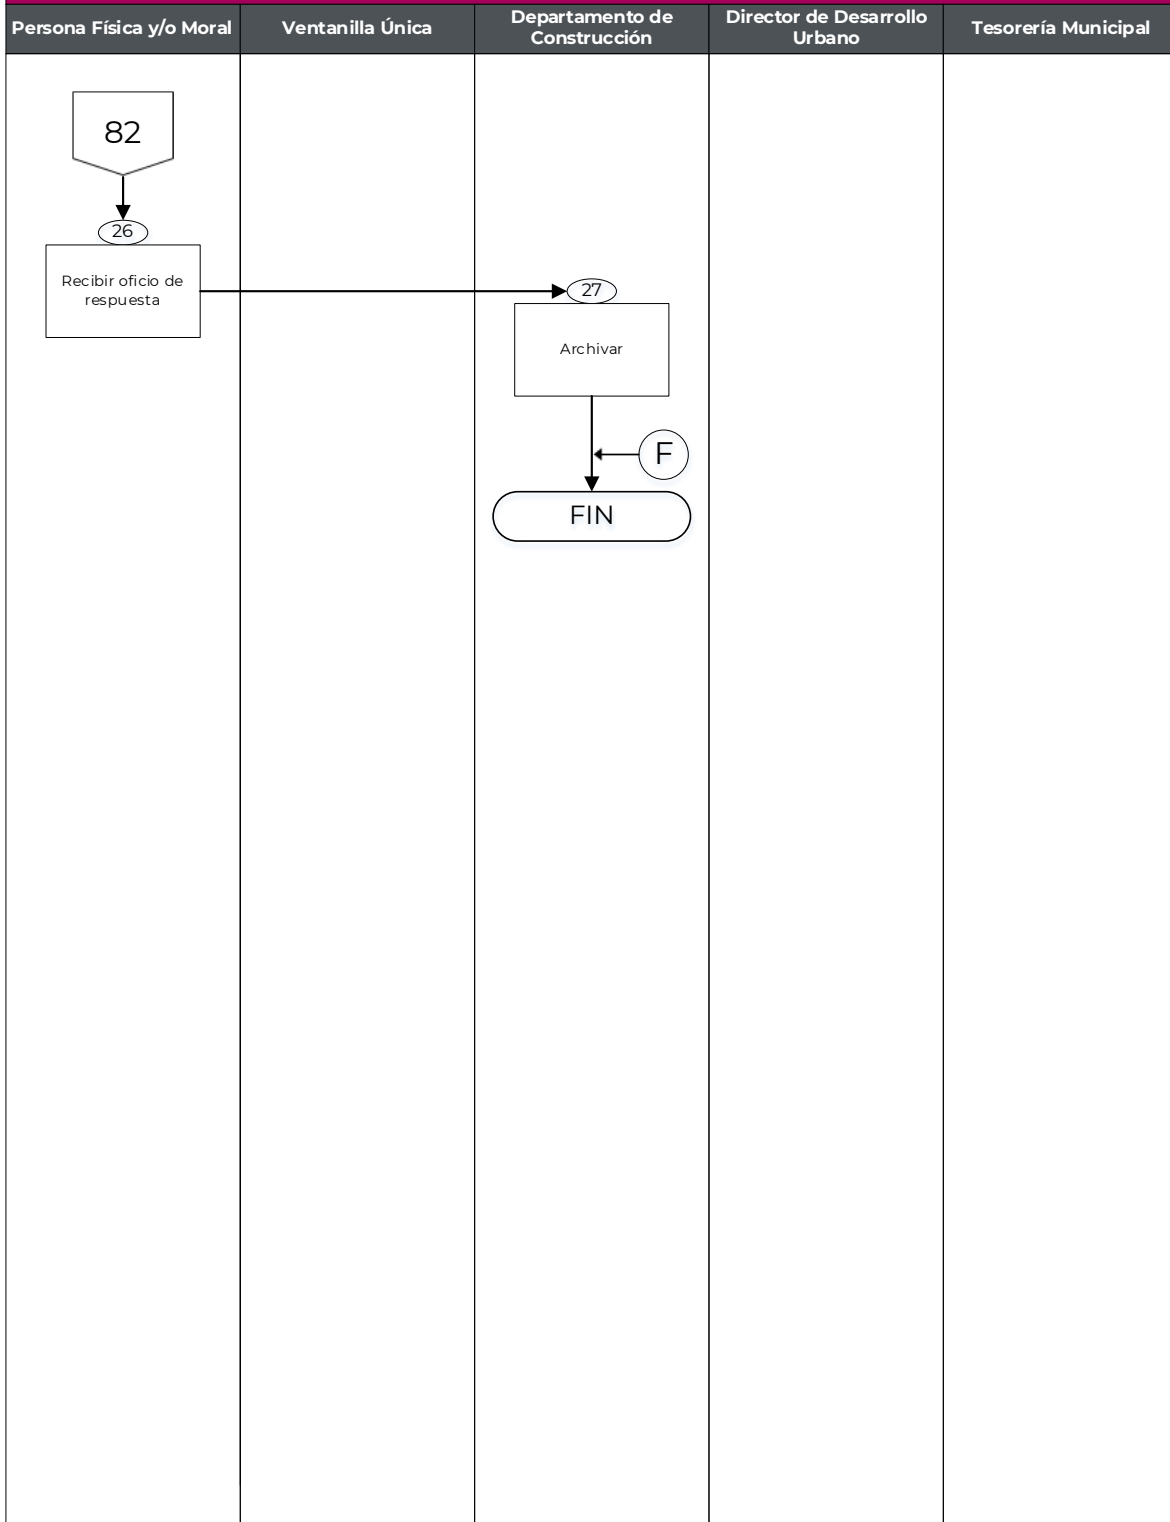 Persona Física y/o Moral
Ventanilla Única
Departamento de
Construcción
Director de Desarrollo
Urbano
Tesorería Municipal
82
26
Recibir oficio de
respuesta
27
Archivar
F
FIN